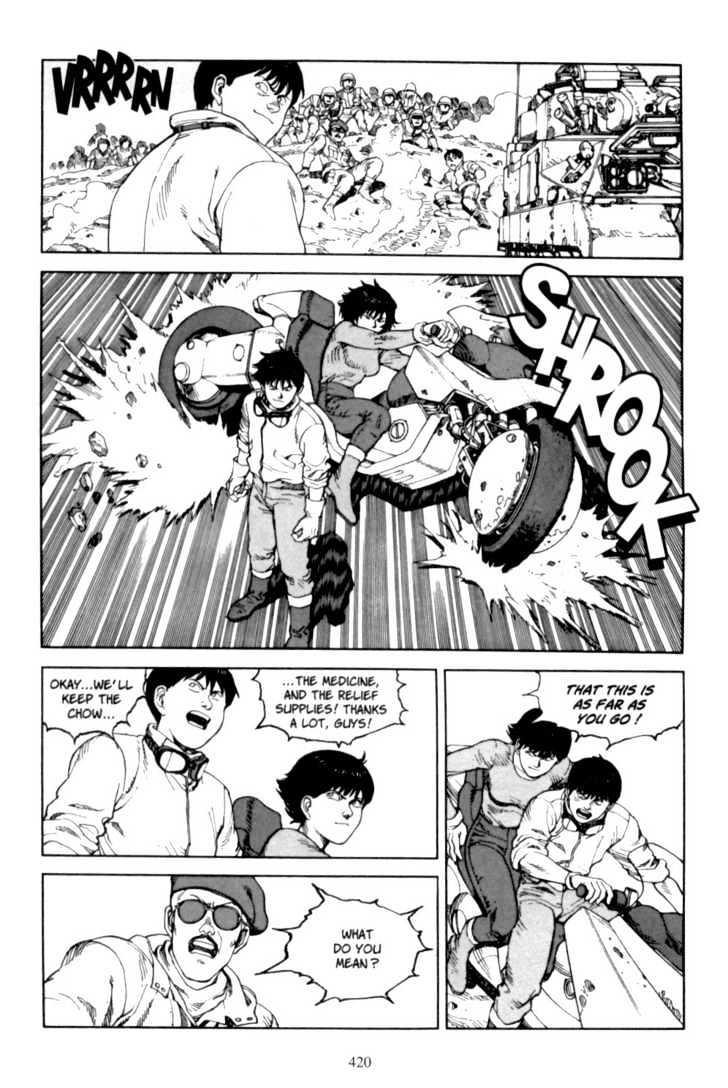 VRRRRN
SHROOK
OKAY...WE'LL
KEEP THE
CHOW...
...THE MEDICINE,
AND THE RELIEF
SUPPLIES! THANKS
A LOT, GUYS!
THAT THIS IS
AS FAR AS
YOU GO!
WHAT
DO YOU
MEAN?
420